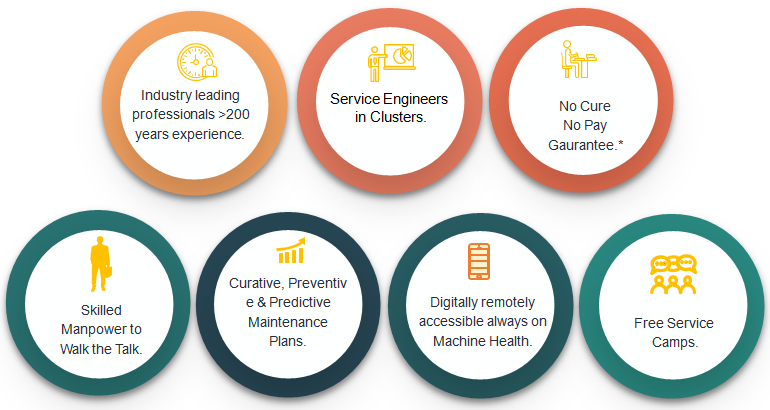 Industry leading
professionals >200
years experience.
Service Engineers
in Clusters.
No Cure
No Pay
Gaurantee.*
Skilled
Manpower to
Walk the Talk.
Curative, Preventiv
e & Predictive
Maintenance
Plans.
Digitally remotely
accessible always on
Machine Health.
Free Service
Camps.